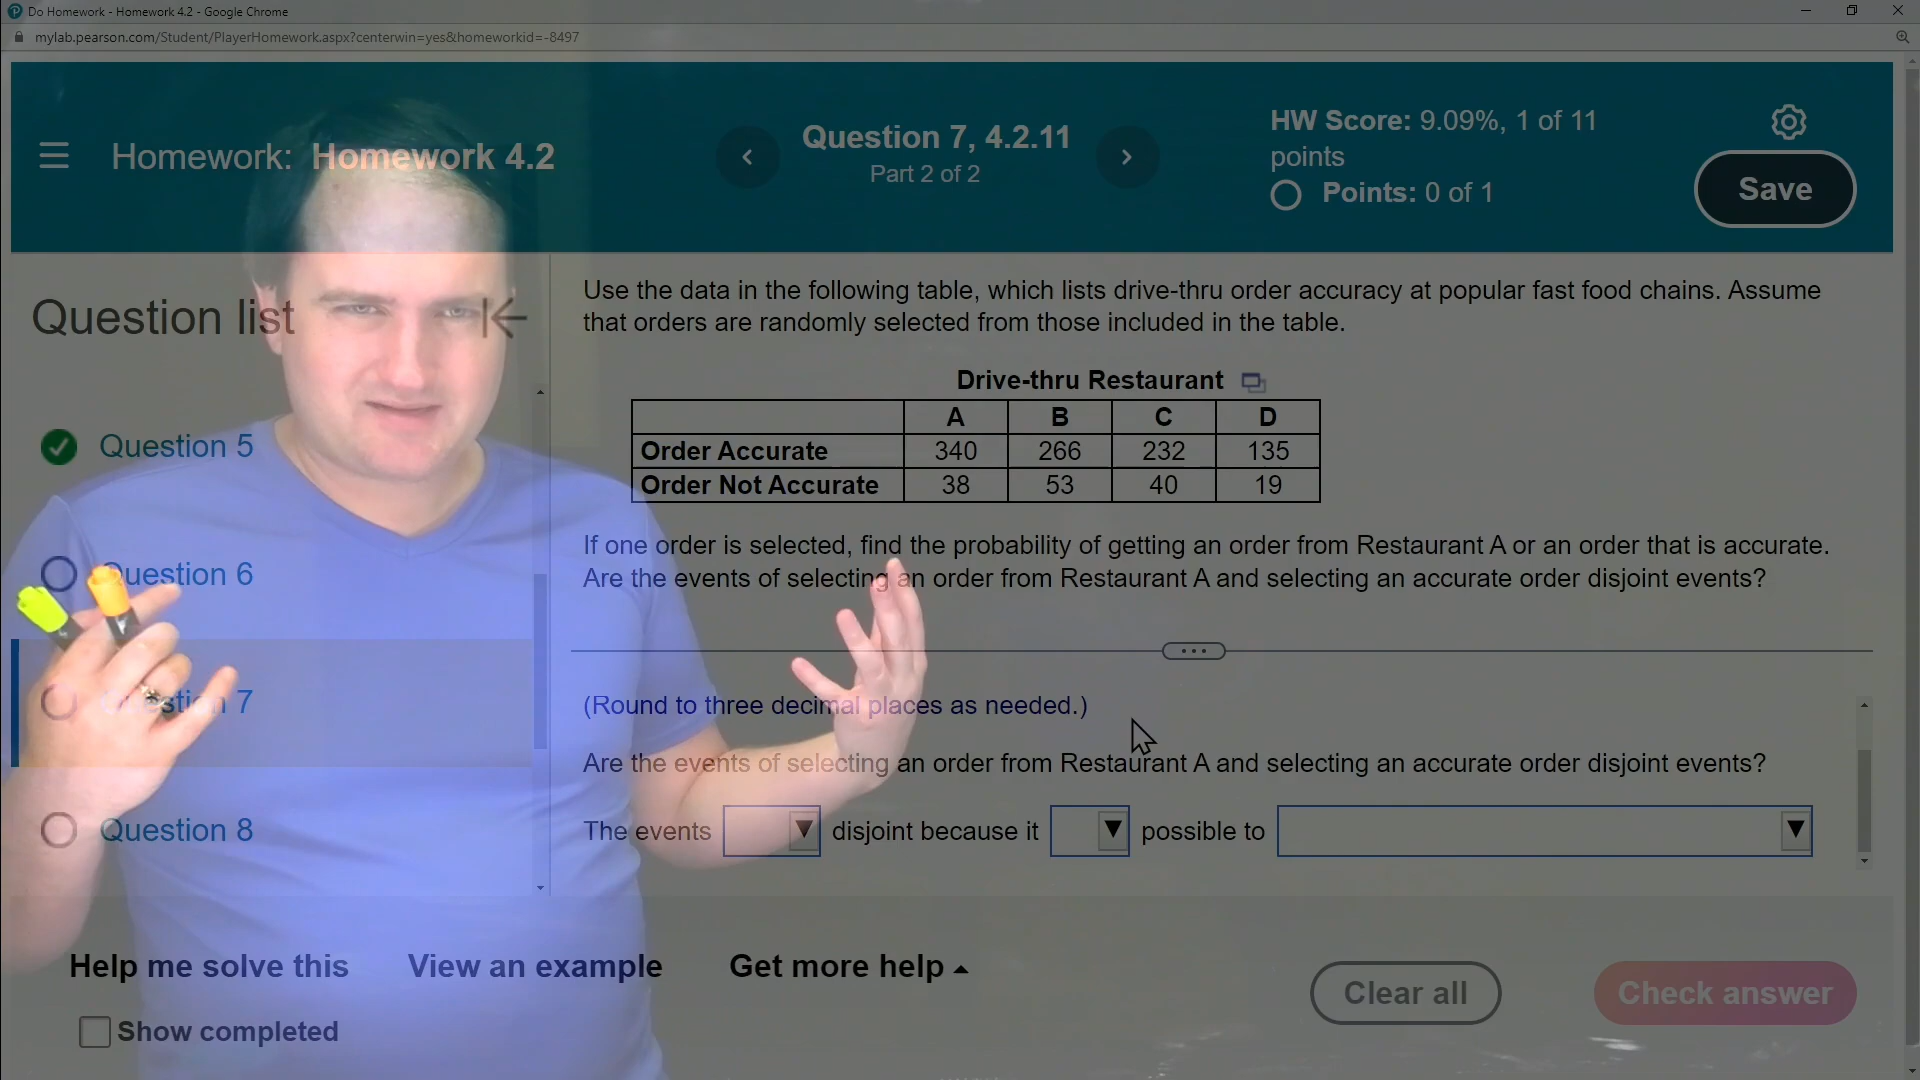 Do Homework - Homework 4.2 - Google Chrome
mylab.pearson.com/Student/PlayerHomework.aspx?centerwin=yes&homeworkid=-8497
Homework: Homework 4.2
Question 7, 4.2.11
Part 2 of 2
HW Score: 9.09%, 1 of 11
points
Points: 0 of 1
Save
Question list
Question 5
Question 6
Question 7
Question 8
Use the data in the following table, which lists drive-thru order accuracy at popular fast food chains. Assume
that orders are randomly selected from those included in the table.
Drive-thru Restaurant
A B C D
Order Accurate 340 266 232 135
Order Not Accurate 38 53 40 19
If one order is selected, find the probability of getting an order from Restaurant A or an order that is accurate.
Are the events of selecting an order from Restaurant A and selecting an accurate order disjoint events?
(Round to three decimal places as needed.)
Are the events of selecting an order from Restaurant A and selecting an accurate order disjoint events?
The events disjoint because it possible to
Help me solve this View an example Get more help
Clear all
Check answer
Show completed